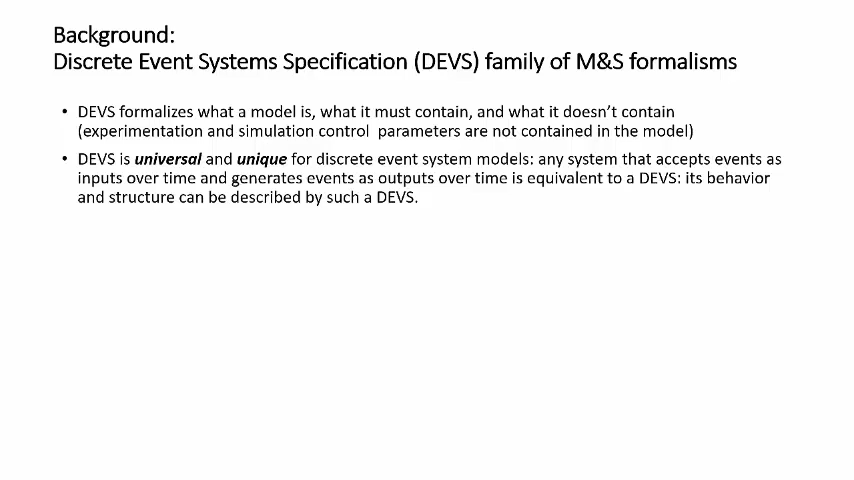 Background:
Discrete Event Systems Specification (DEVS) family of M&S formalisms
• DEVS formalizes what a model is, what it must contain, and what it doesn’t contain
(experimentation and simulation control parameters are not contained in the model)
• DEVS is universal and unique for discrete event system models: any system that accepts events as
inputs over time and generates events as outputs over time is equivalent to a DEVS: its behavior
and structure can be described by such a DEVS.